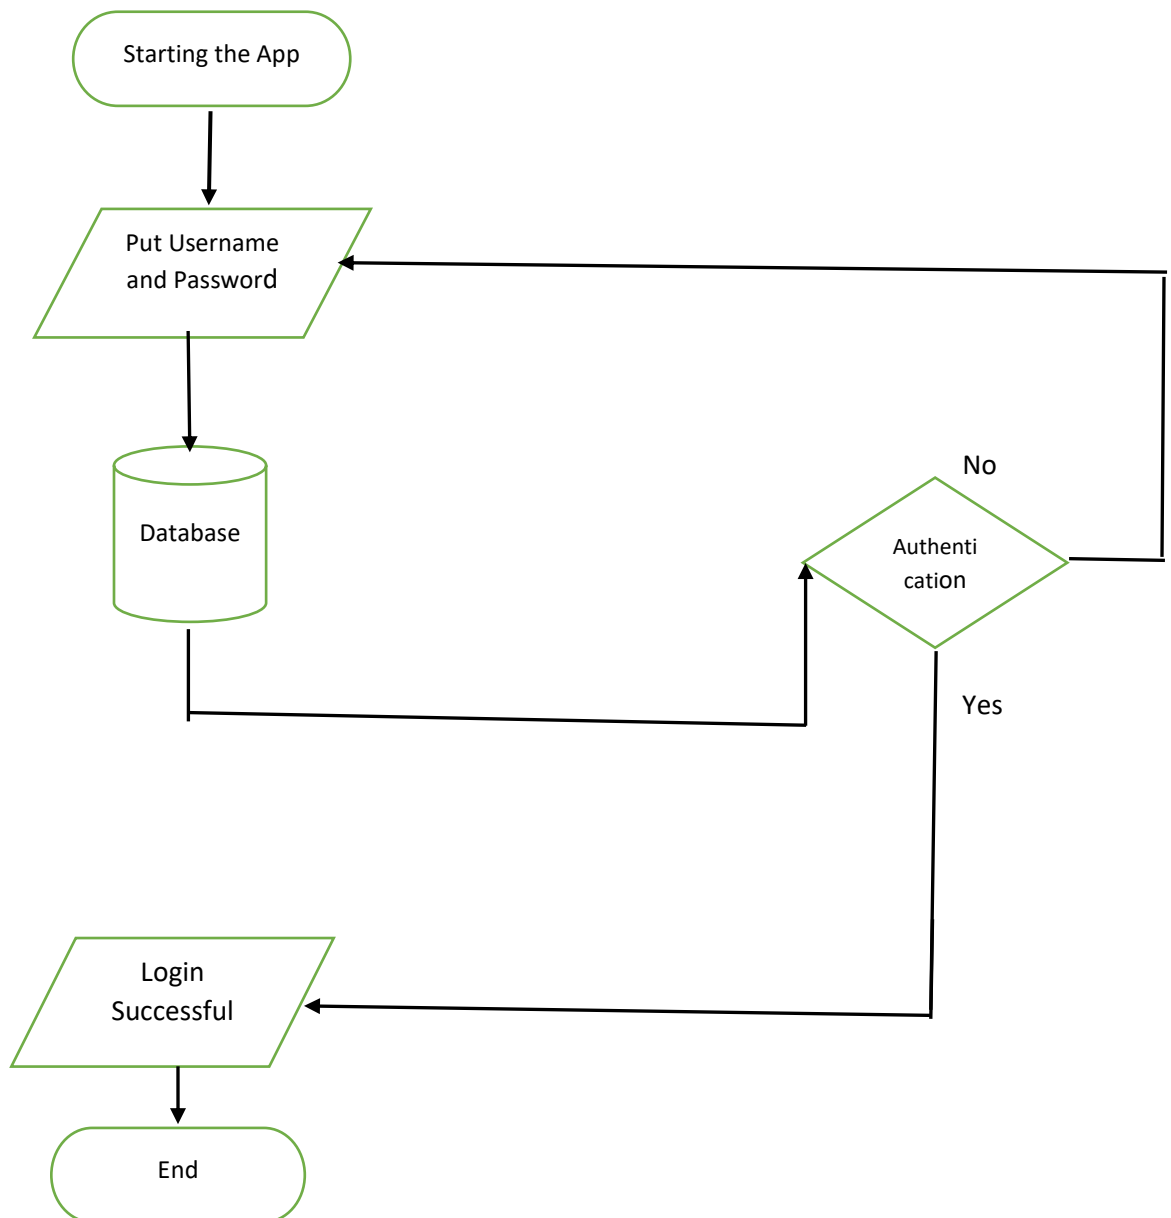 Starting the App
Put Username
and Password
Database
No
Authenti
cation
Yes
Login
Successful
End